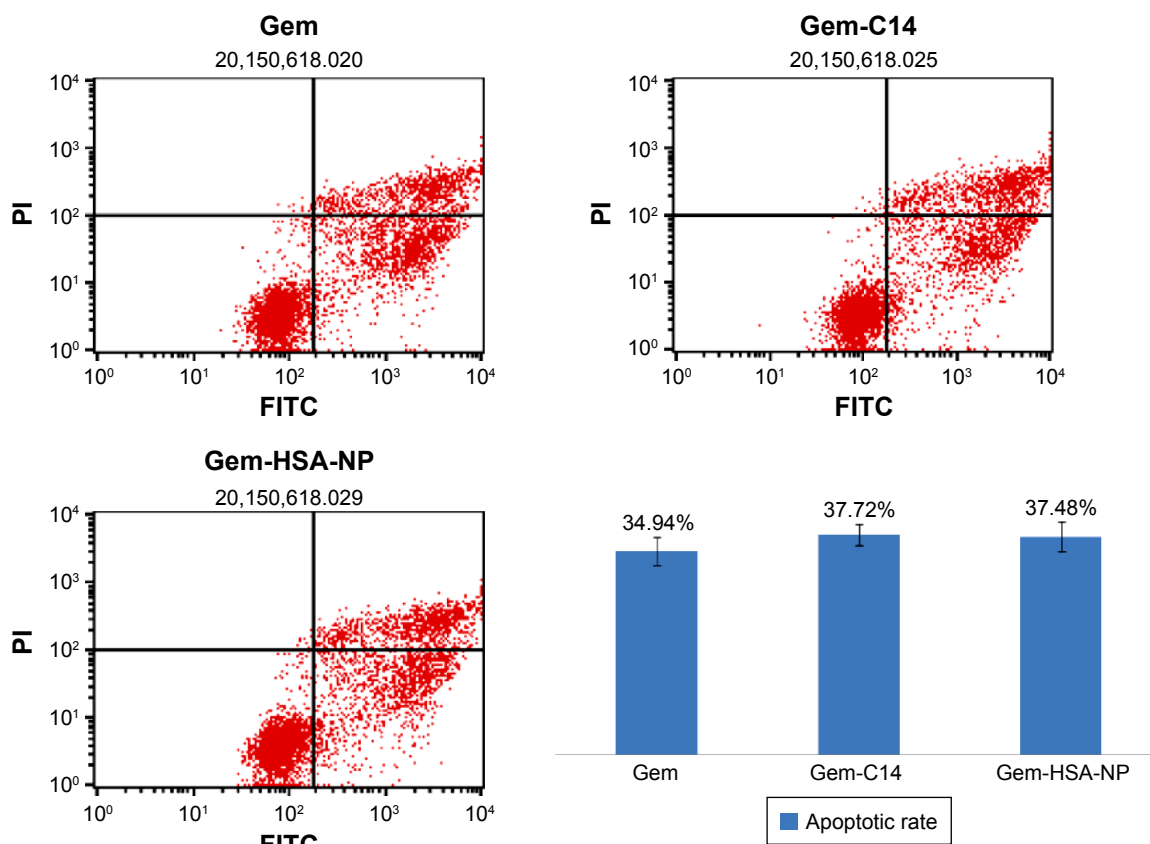 Gem
20,150,618.020
10⁴
10³
PI
10²
10¹
10⁰
10⁰ 10¹ 10² 10³ 10⁴
FITC
Gem-C14
20,150,618.025
10⁴
10³
PI
10²
10¹
10⁰
10⁰ 10¹ 10² 10³ 10⁴
FITC
Gem-HSA-NP
20,150,618.029
10⁴
10³
PI
10²
10¹
10⁰
10⁰ 10¹ 10² 10³ 10⁴
FITC
34.94% 37.72% 37.48%
Gem Gem-C14 Gem-HSA-NP
Apoptotic rate